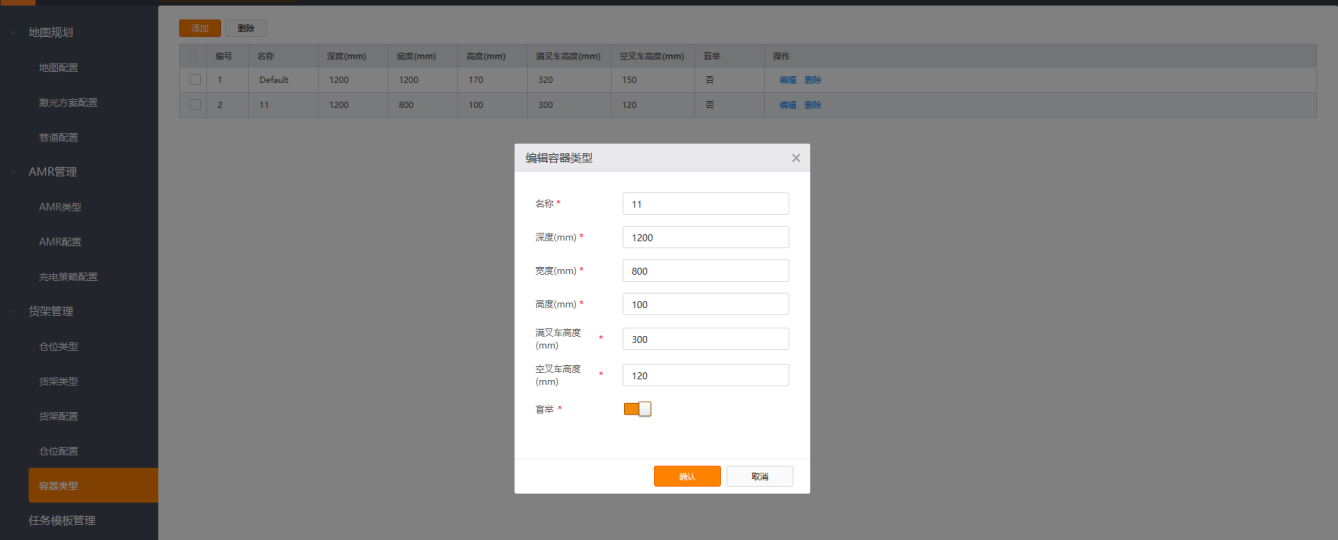 地图规划
地图配置
激光方案配置
巷道配置
AMR管理
AMR类型
AMR配置
充电策略配置
货架管理
仓位类型
货架类型
货架配置
仓位配置
容器类型
任务模板管理
添加 删除
编号 名称 深度(mm) 宽度(mm) 高度(mm) 满叉车高度(mm) 空叉车高度(mm) 盲举 操作
1 Default 1200 1200 170 320 150 否 编辑 删除
2 11 1200 800 100 300 120 否 编辑 删除
编辑容器类型 ×
名称 * 11
深度(mm) * 1200
宽度(mm) * 800
高度(mm) * 100
满叉车高度
(mm) * 300
空叉车高度
(mm) * 120
盲举 *
确认 取消